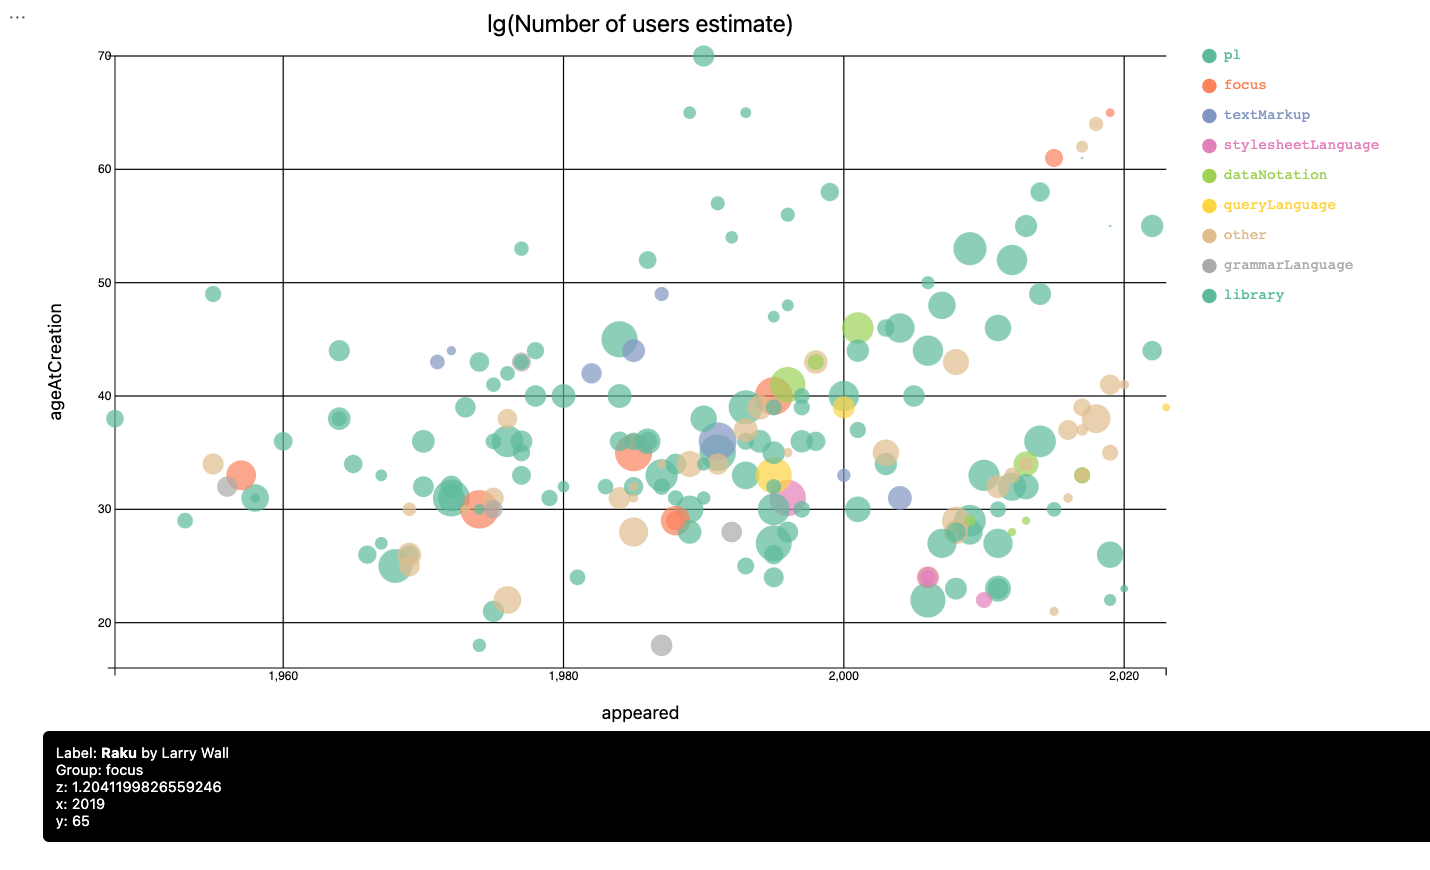 ...
lg(Number of users estimate)
70
60
50
40
30
20
ageAtCreation
1,960
1,980
2,000
2,020
appeared
pl
focus
textMarkup
stylesheetLanguage
dataNotation
queryLanguage
other
grammarLanguage
library
Label: Raku by Larry Wall
Group: focus
z: 1.2041199826559246
x: 2019
y: 65